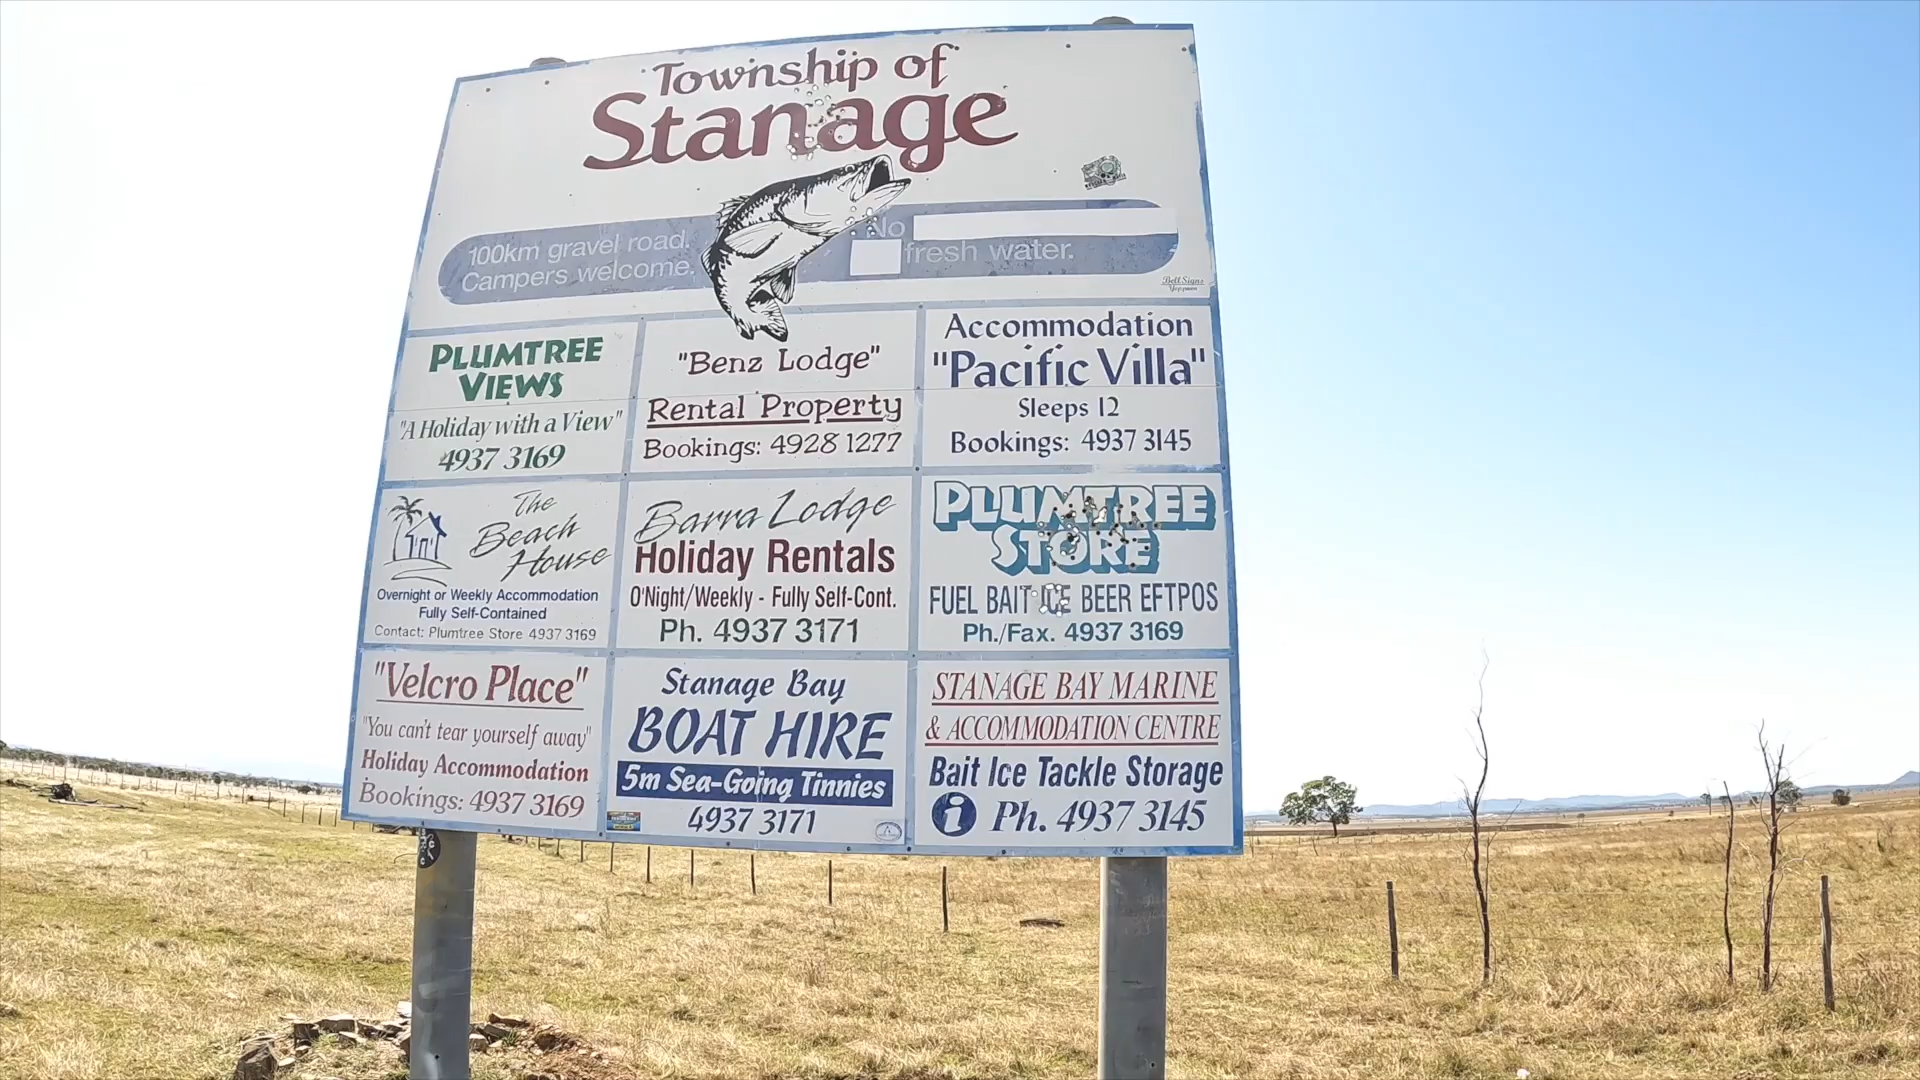 Township of
Stanage
100km gravel road.
Campers welcome.
No
fresh water.
Bell Signs
Yeppoon
PLUMTREE
VIEWS
"A Holiday with a View"
4937 3169
"Benz Lodge"
Rental Property
Bookings: 4928 1277
Accommodation
"Pacific Villa"
Sleeps 12
Bookings: 4937 3145
The
Beach
House
Overnight or Weekly Accommodation
Fully Self-Contained
Contact: Plumtree Store 4937 3169
Barra Lodge
Holiday Rentals
O'Night/Weekly - Fully Self-Cont.
Ph. 4937 3171
PLUMTREE
STORE
FUEL BAIT ICE BEER EFTPOS
Ph./Fax. 4937 3169
"Velcro Place"
"You can't tear yourself away"
Holiday Accommodation
Bookings: 4937 3169
Stanage Bay
BOAT HIRE
5m Sea-Going Tinnies
4937 3171
STANAGE BAY MARINE
& ACCOMMODATION CENTRE
Bait Ice Tackle Storage
i Ph. 4937 3145